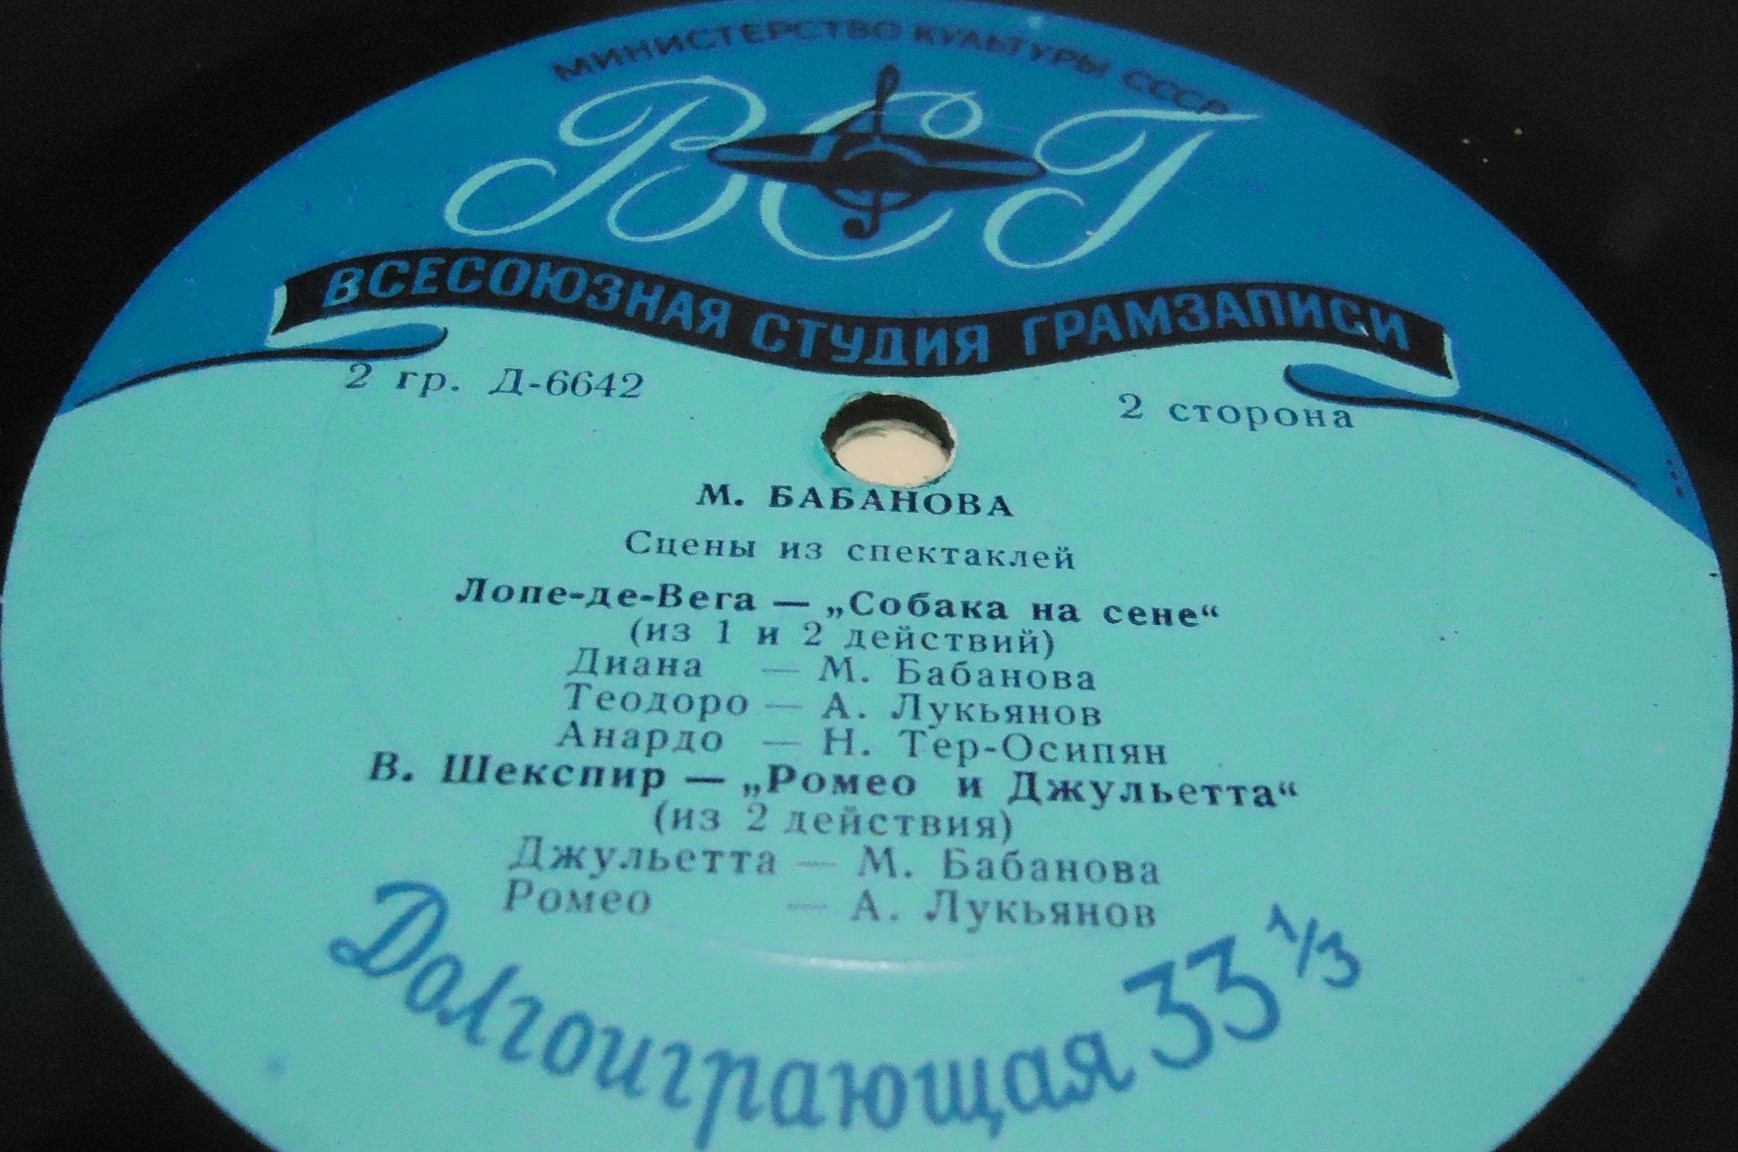 МИНИСТЕРСТВО КУЛЬТУРЫ СССР
ВСГ
ВСЕСОЮЗНАЯ СТУДИЯ ГРАМЗАПИСИ
2 гр. Д-6642
2 сторона
М. БАБАНОВА
Сцены из спектаклей
Лопе-де-Вега — „Собака на сене“
(из 1 и 2 действий)
Диана — М. Бабанова
Теодоро — А. Лукьянов
Анардо — Н. Тер-Осипян
В. Шекспир — „Ромео и Джульетта“
(из 2 действия)
Джульетта — М. Бабанова
Ромео — А. Лукьянов
Долгоиграющая 33 1/3